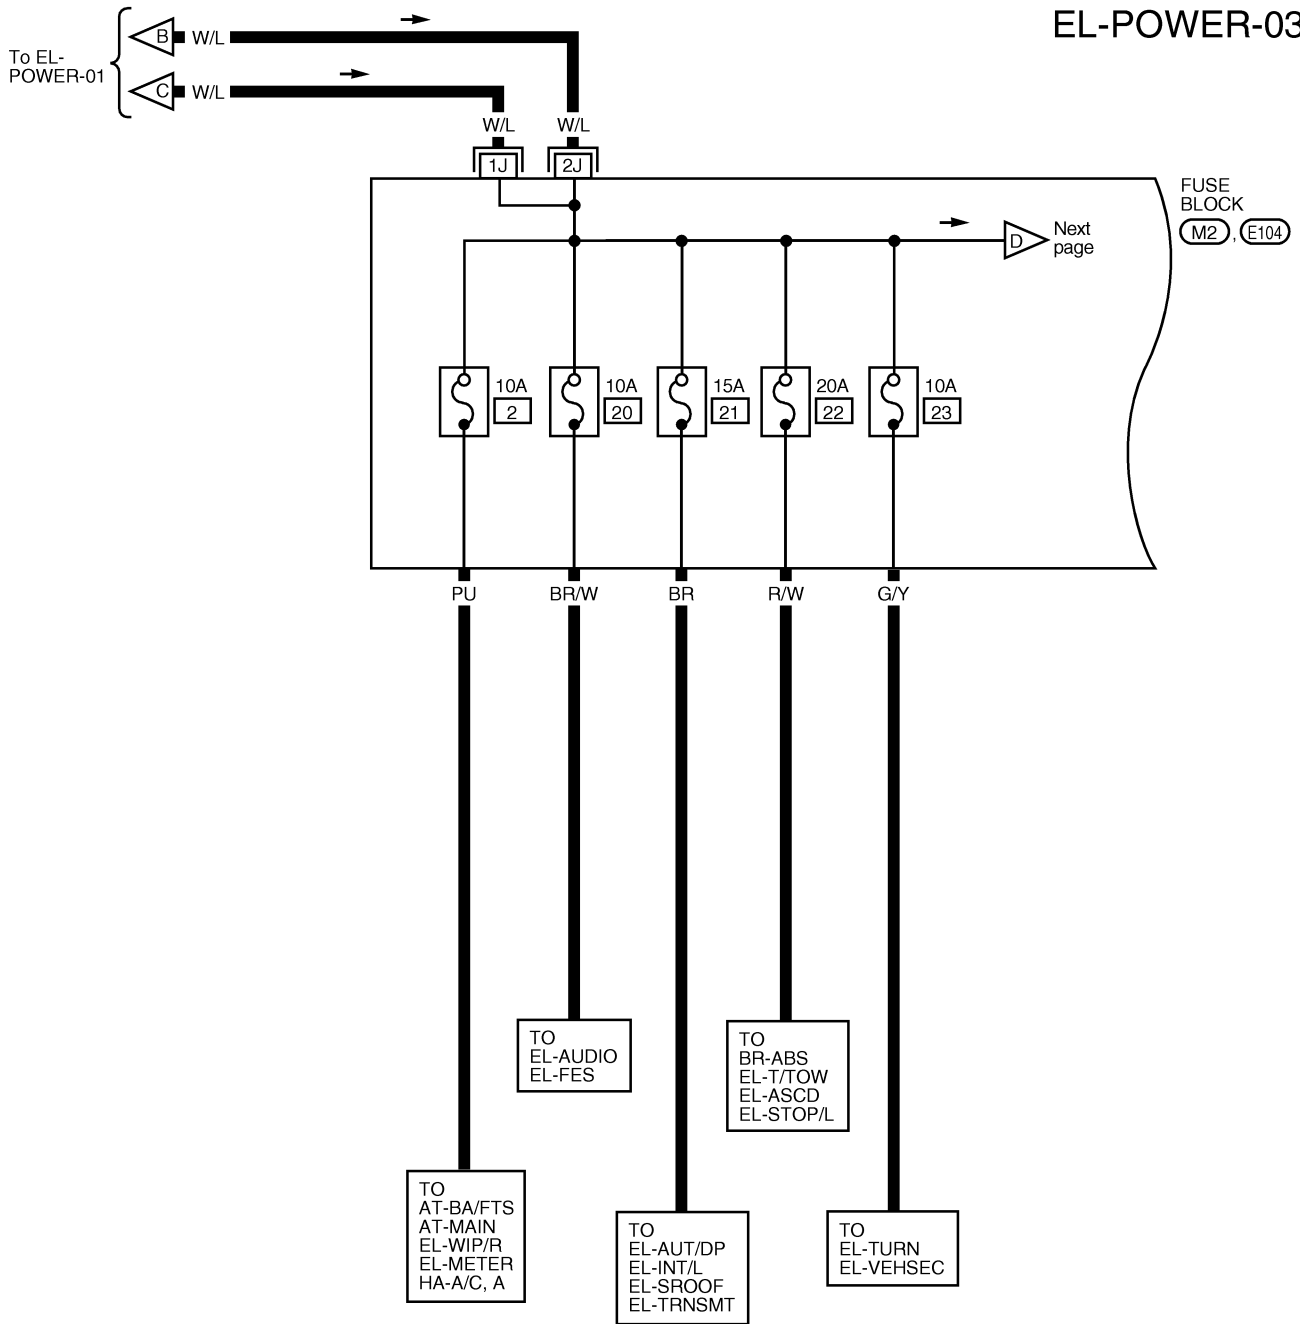 EL-POWER-03
To EL-
POWER-01
B W/L
C W/L
W/L W/L
1J 2J
FUSE
BLOCK
M2 , E104
D
Next
page
10A 10A 15A 20A 10A
2 20 21 22 23
PU BR/W BR R/W G/Y
TO
EL-AUDIO
EL-FES
TO
BR-ABS
EL-T/TOW
EL-ASCD
EL-STOP/L
TO
AT-BA/FTS
AT-MAIN
EL-WIP/R
EL-METER
HA-A/C, A
TO
EL-AUT/DP
EL-INT/L
EL-SROOF
EL-TRNSMT
TO
EL-TURN
EL-VEHSEC